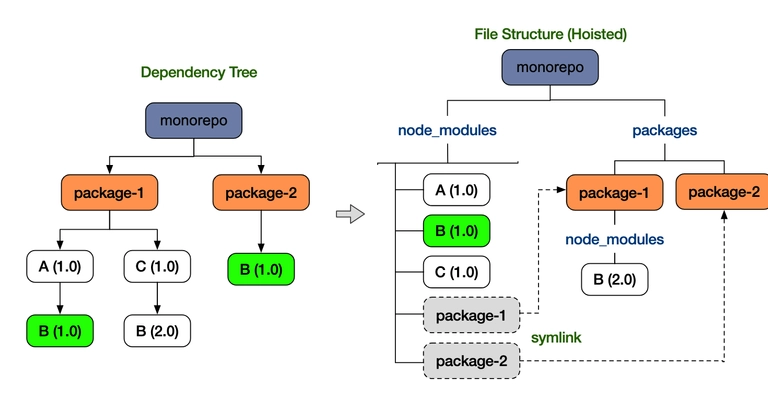 Dependency Tree
monorepo
package-1
package-2
A (1.0)
C (1.0)
B (1.0)
B (1.0)
B (2.0)
File Structure (Hoisted)
monorepo
node_modules
packages
A (1.0)
B (1.0)
C (1.0)
package-1
package-2
symlink
package-1
package-2
node_modules
B (2.0)